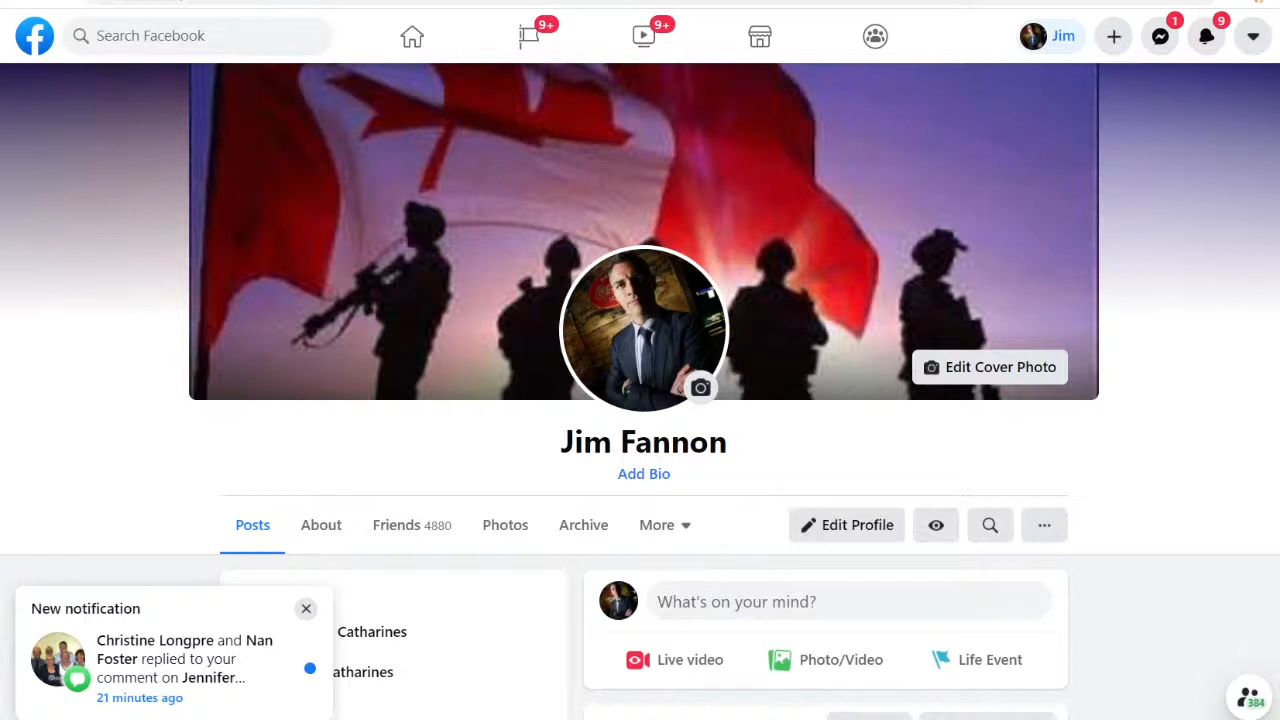 Search Facebook
9+
9+
Jim
1
9
Edit Cover Photo
Jim Fannon
Add Bio
Posts
About
Friends 4880
Photos
Archive
More
Edit Profile
What's on your mind?
Live video
Photo/Video
Life Event
Catharines
atharines
New notification
Christine Longpre and Nan
Foster replied to your
comment on Jennifer...
21 minutes ago
384